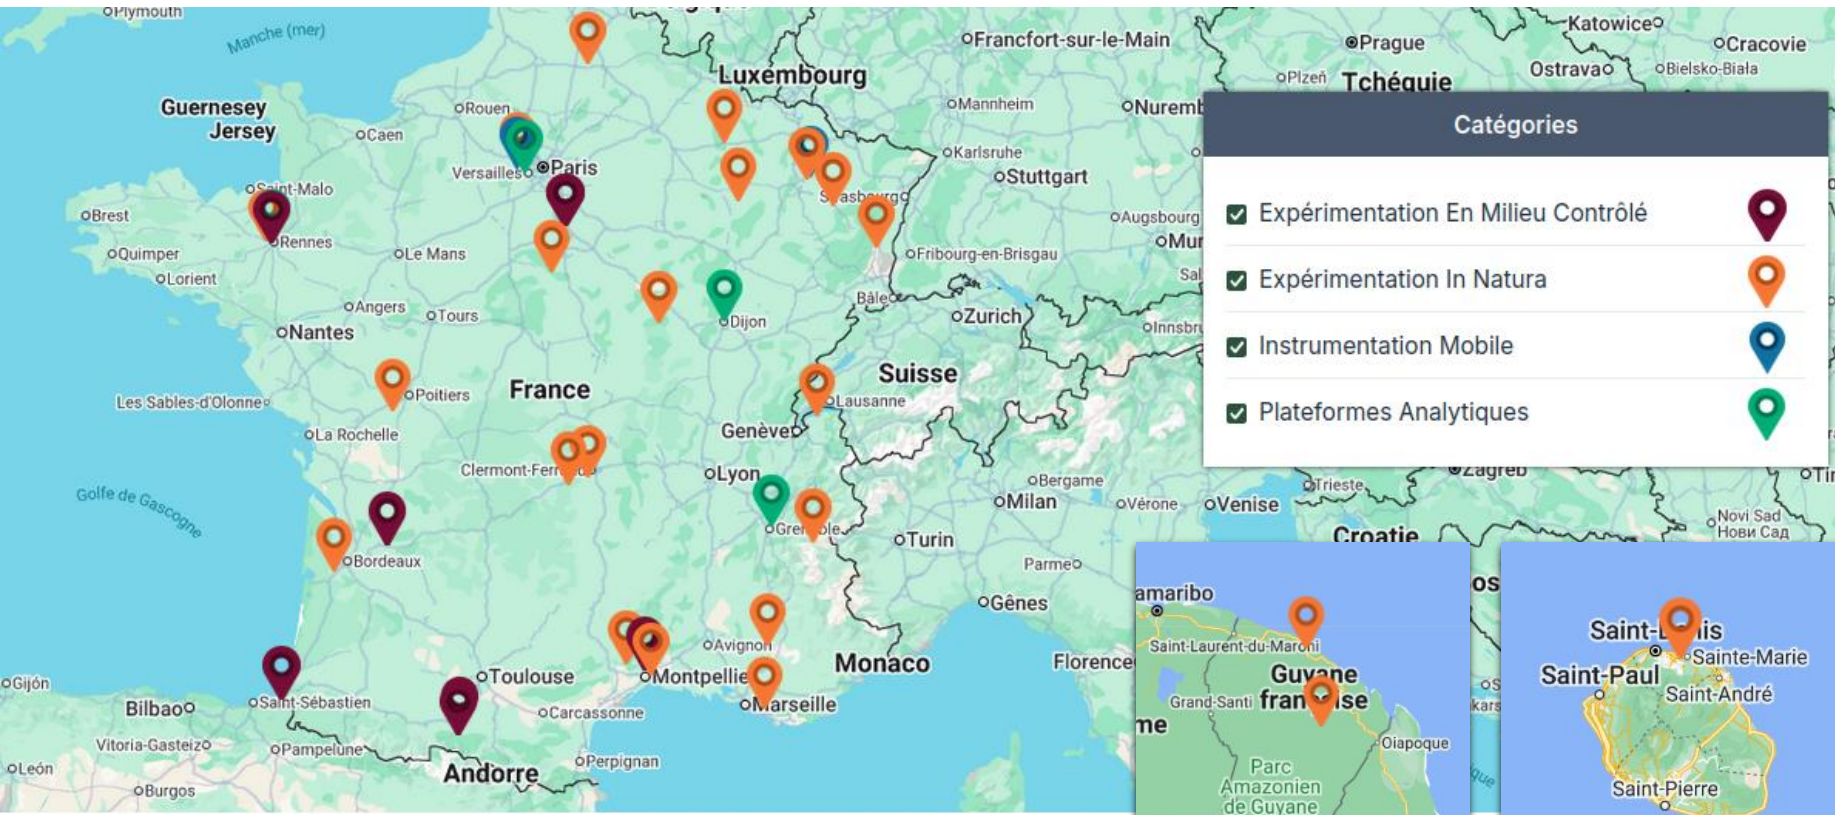 Plymouth
Manche (mer)
Guernesey
Jersey
Rouen
Caen
Luxembourg
Francfort-sur-le-Main
Mannheim
Karlsruhe
Stuttgart
Augsbourg
Fribourg-en-Brisgau
Prague
Plzeň
Tchéquie
Katowice
Cracovie
Ostrava
Bielsko-Biała
Versailles
Paris
Saint-Malo
Brest
Rennes
Quimper
Lorient
Le Mans
Angers
Tours
Nantes
Dijon
Bâle
Zurich
Poitiers
France
Suisse
Les Sables-d'Olonne
Lausanne
La Rochelle
Genève
Lyon
Golfe de Gascogne
Bergame
Milan
Vérone
Venise
Trieste
Zagreb
Turin
Bordeaux
Parme
Gênes
Croatie
Novi Sad
Нови Сад
Avignon
Monaco
Florence
Toulouse
Montpellie
Marseille
Gijón
Bilbao
Saint-Sébastien
Carcassonne
Vitoria-Gasteiz
Pampelune
Andorre
Perpignan
León
Burgos
Catégories
Expérimentation En Milieu Contrôlé
Expérimentation In Natura
Instrumentation Mobile
Plateformes Analytiques
amaribo
Saint-Laurent-du-Maroni
Guyane
Grand-Santi
Oiapoque
Parc
Amazonien
de Guyane
Sainte-Marie
Saint-Paul
Saint-André
Saint-Pierre